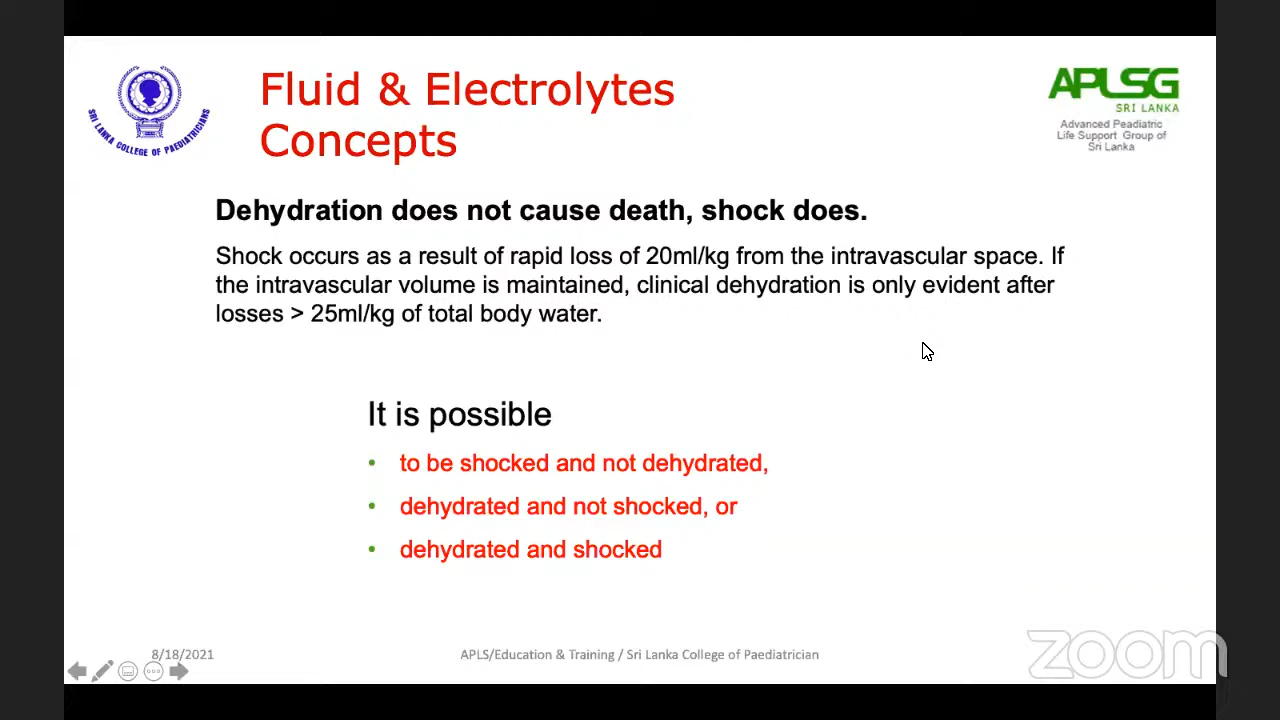 SRI LANKA COLLEGE OF PAEDIATRICIANS
Fluid & Electrolytes
Concepts
APLSG
SRI LANKA
Advanced Peadiatric
Life Support Group of
Sri Lanka
Dehydration does not cause death, shock does.
Shock occurs as a result of rapid loss of 20ml/kg from the intravascular space. If
the intravascular volume is maintained, clinical dehydration is only evident after
losses > 25ml/kg of total body water.
It is possible
• to be shocked and not dehydrated,
• dehydrated and not shocked, or
• dehydrated and shocked
8/18/2021
APLS/Education & Training / Sri Lanka College of Paediatrician
zoom